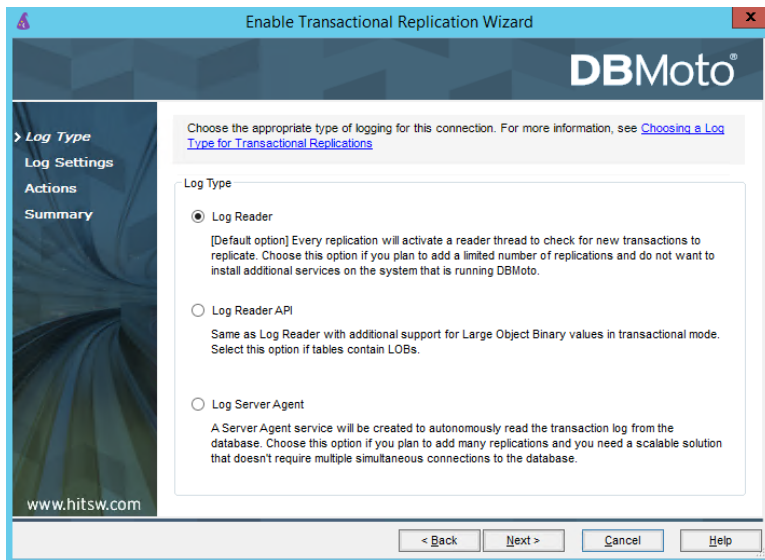 Enable Transactional Replication Wizard
x
DBMoto®
Log Type
Log Settings
Actions
Summary
www.hitsw.com
Choose the appropriate type of logging for this connection. For more information, see Choosing a Log
Type for Transactional Replications
Log Type
Log Reader
[Default option] Every replication will activate a reader thread to check for new transactions to
replicate. Choose this option if you plan to add a limited number of replications and do not want to
install additional services on the system that is running DBMoto.
Log Reader API
Same as Log Reader with additional support for Large Object Binary values in transactional mode.
Select this option if tables contain LOBs.
Log Server Agent
A Server Agent service will be created to autonomously read the transaction log from the
database. Choose this option if you plan to add many replications and you need a scalable solution
that doesn't require multiple simultaneous connections to the database.
< Back
Next >
Cancel
Help